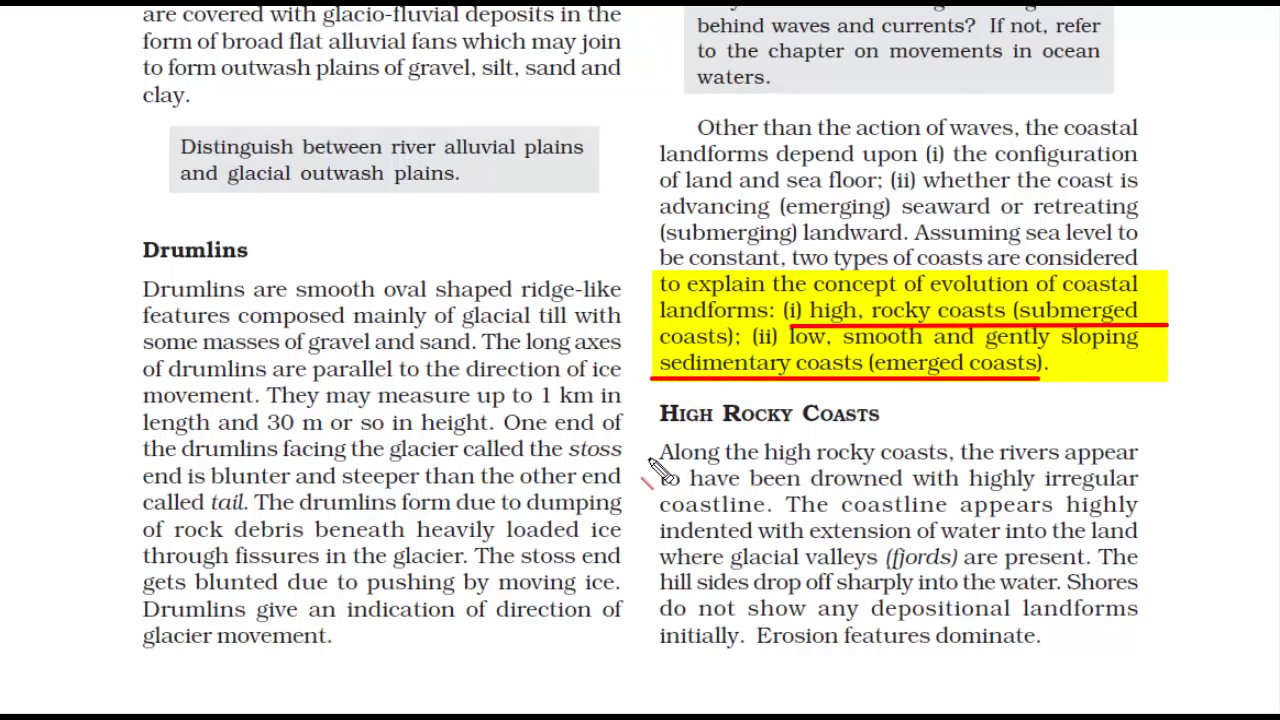 are covered with glacio-fluvial deposits in the
form of broad flat alluvial fans which may join
to form outwash plains of gravel, silt, sand and
clay.
Distinguish between river alluvial plains
and glacial outwash plains.
Drumlins
Drumlins are smooth oval shaped ridge-like
features composed mainly of glacial till with
some masses of gravel and sand. The long axes
of drumlins are parallel to the direction of ice
movement. They may measure up to 1 km in
length and 30 m or so in height. One end of
the drumlins facing the glacier called the stoss
end is blunter and steeper than the other end
called tail. The drumlins form due to dumping
of rock debris beneath heavily loaded ice
through fissures in the glacier. The stoss end
gets blunted due to pushing by moving ice.
Drumlins give an indication of direction of
glacier movement.
behind waves and currents? If not, refer
to the chapter on movements in ocean
waters.
Other than the action of waves, the coastal
landforms depend upon (i) the configuration
of land and sea floor; (ii) whether the coast is
advancing (emerging) seaward or retreating
(submerging) landward. Assuming sea level to
be constant, two types of coasts are considered
to explain the concept of evolution of coastal
landforms: (i) high, rocky coasts (submerged
coasts); (ii) low, smooth and gently sloping
sedimentary coasts (emerged coasts).
HIGH ROCKY COASTS
Along the high rocky coasts, the rivers appear
to have been drowned with highly irregular
coastline. The coastline appears highly
indented with extension of water into the land
where glacial valleys (fjords) are present. The
hill sides drop off sharply into the water. Shores
do not show any depositional landforms
initially. Erosion features dominate.